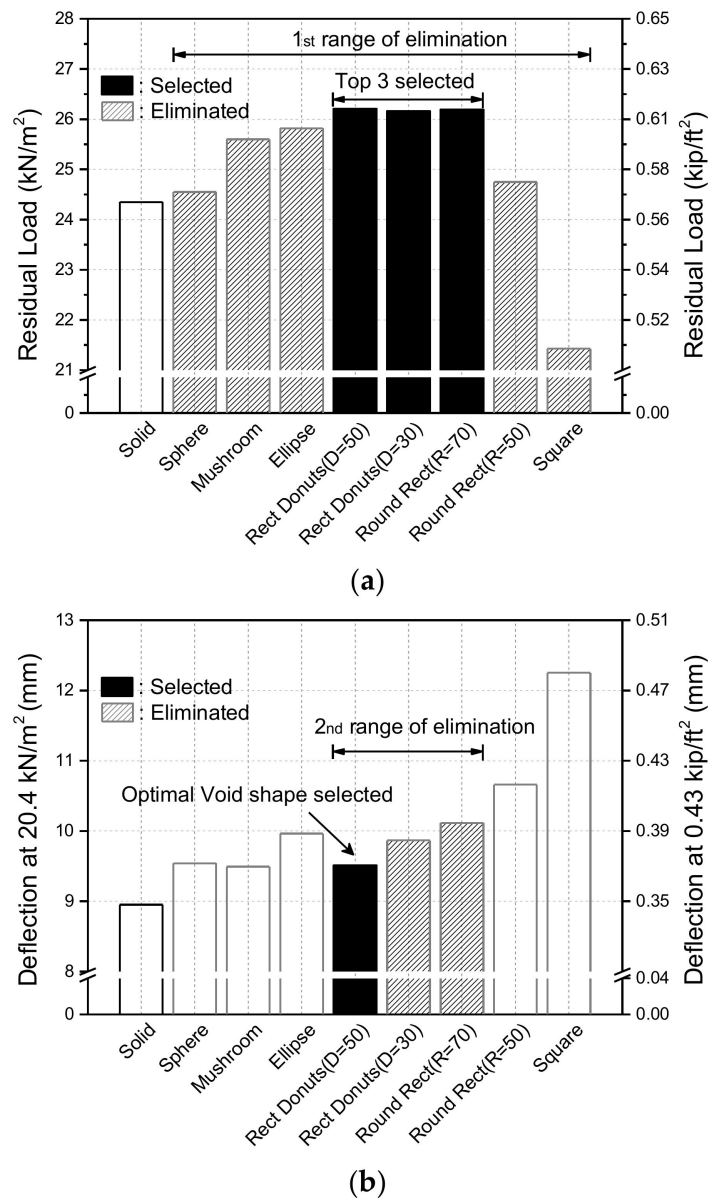 28
27
26
25
24
23
22
21
0
Residual Load (kN/m²)
1st range of elimination
Top 3 selected
: Selected
: Eliminated
0.65
0.63
0.61
0.60
0.58
0.56
0.54
0.52
0.00
Residual Load (kip/ft²)
Solid
Sphere
Mushroom
Ellipse
Rect Donuts(D=50)
Rect Donuts(D=30)
Round Rect(R=70)
Round Rect(R=50)
Square
(a)
13
12
11
10
9
8
0
Deflection at 20.4 kN/m² (mm)
: Selected
: Eliminated
2nd range of elimination
Optimal Void shape selected
0.51
0.47
0.43
0.39
0.35
0.04
0.00
Deflection at 0.43 kip/ft² (mm)
Solid
Sphere
Mushroom
Ellipse
Rect Donuts(D=50)
Rect Donuts(D=30)
Round Rect(R=70)
Round Rect(R=50)
Square
(b)